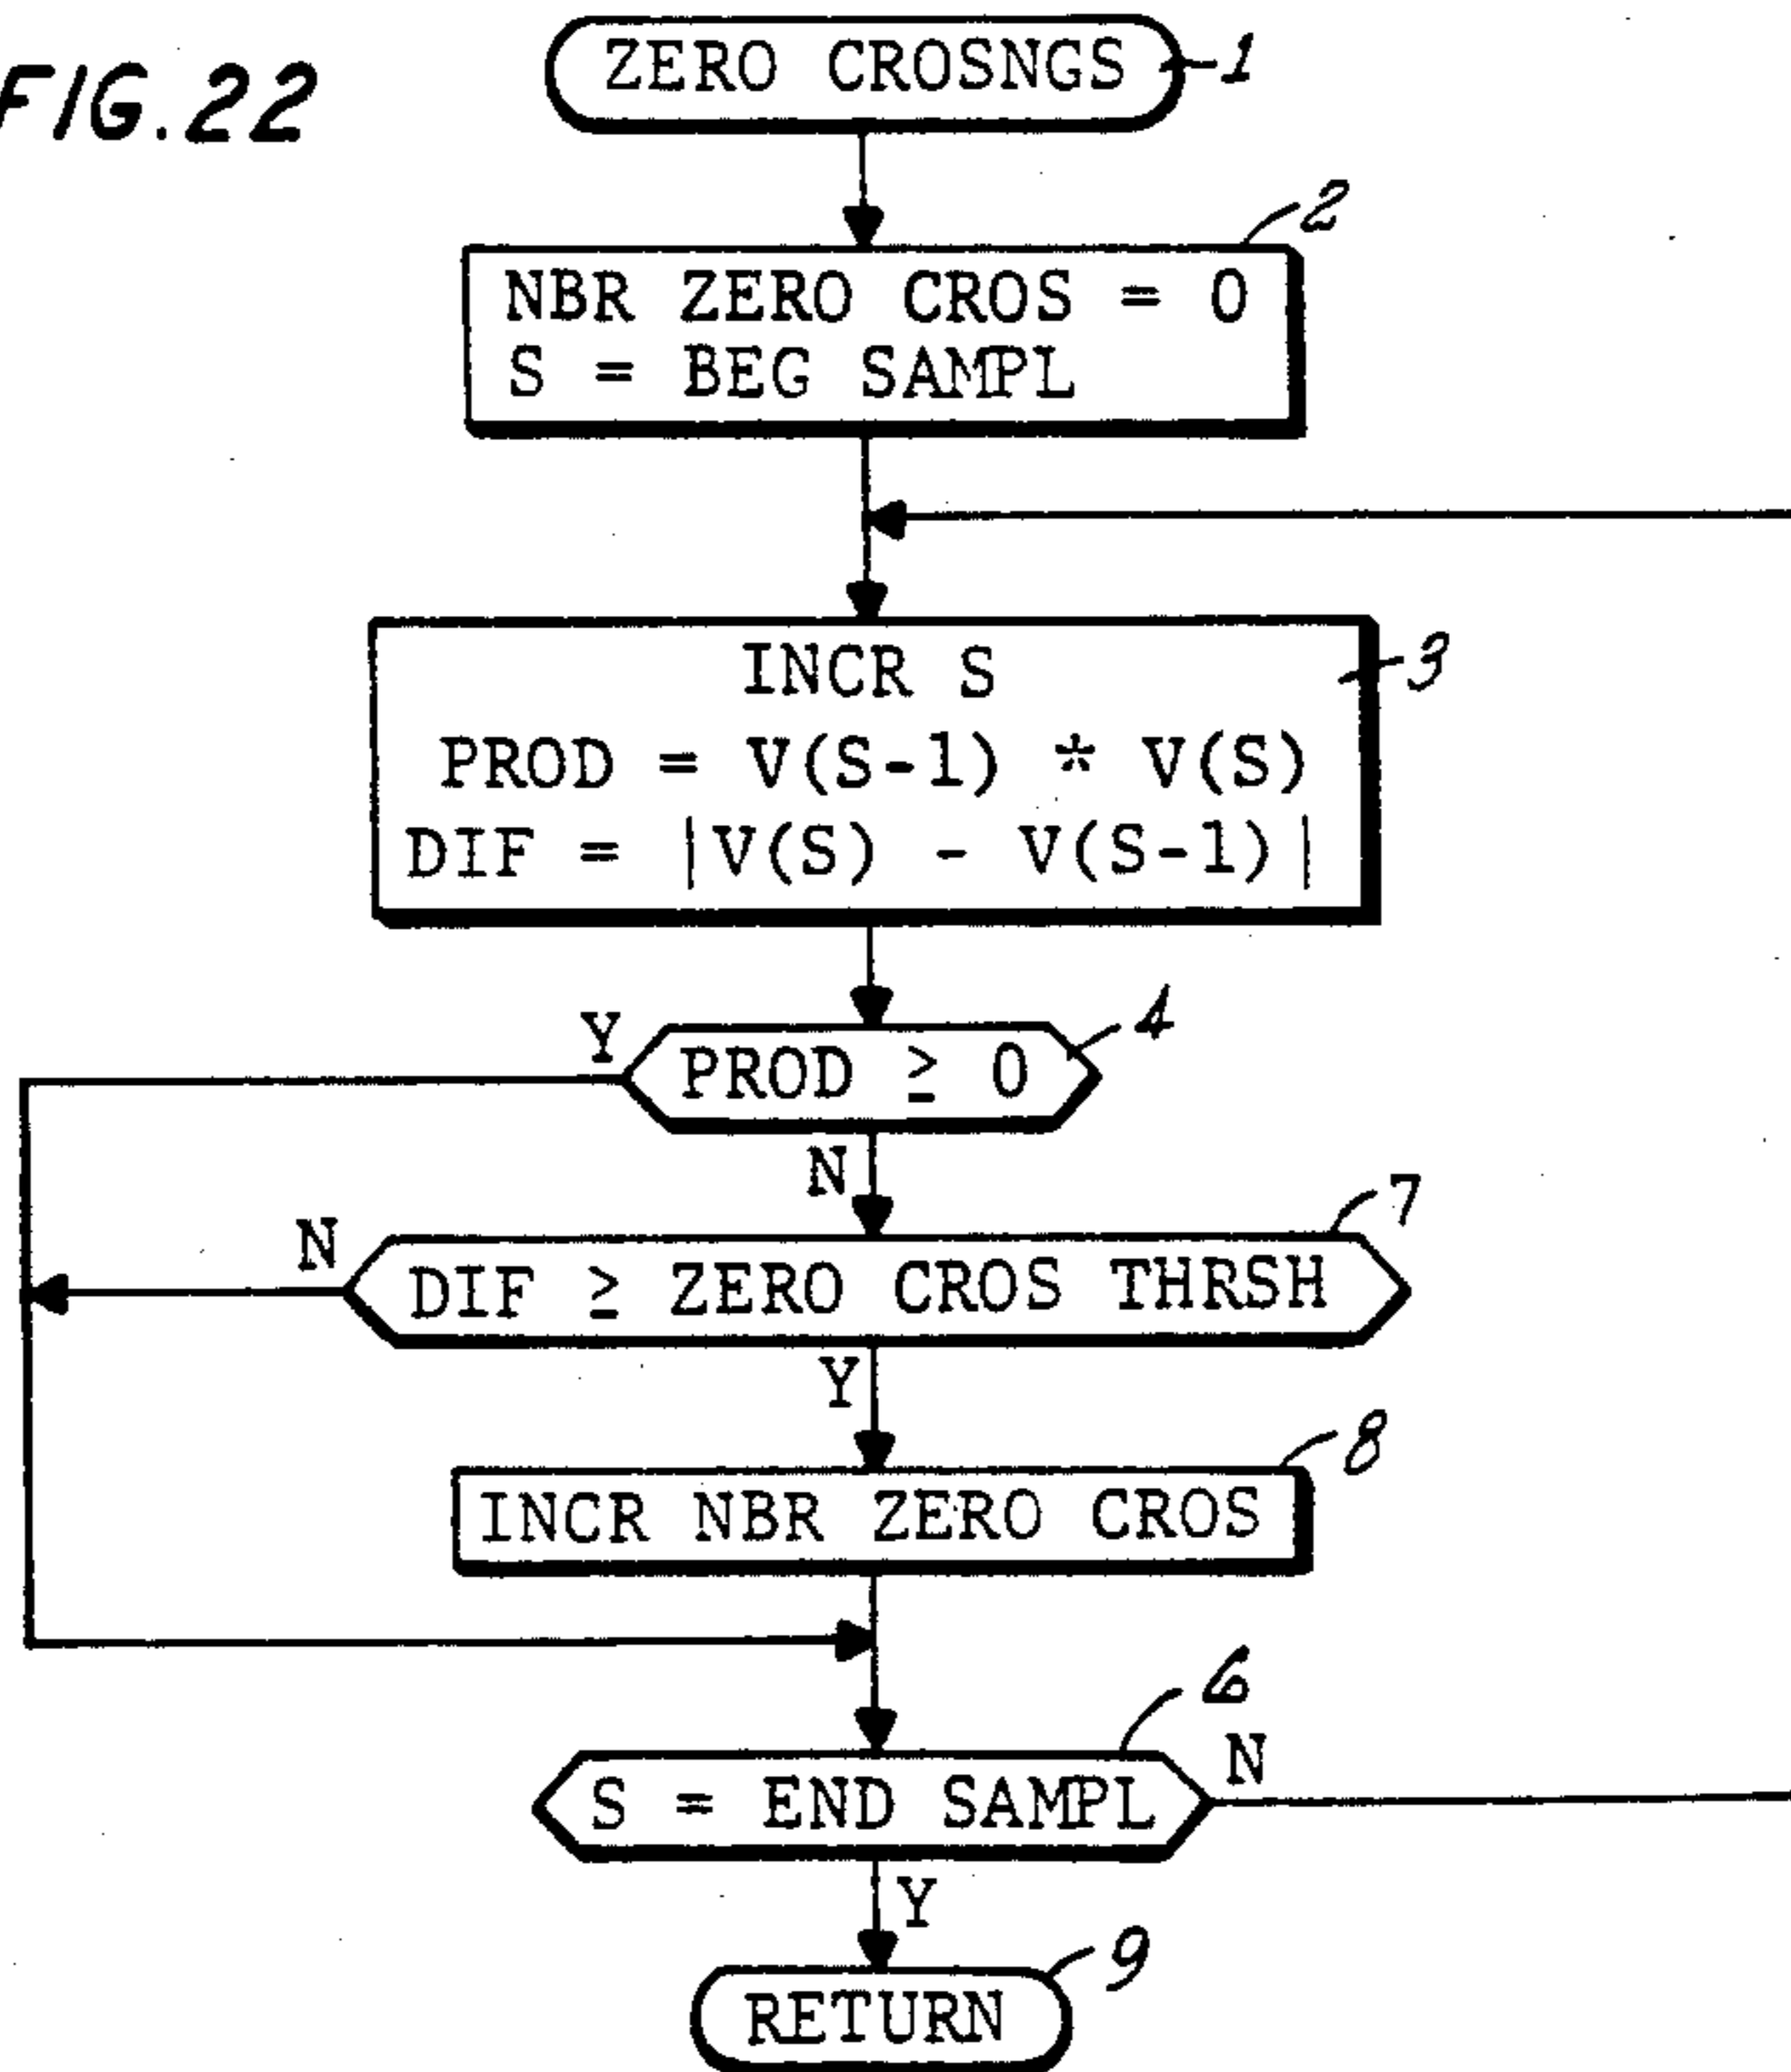 FIG. 22
ZERO CROSNGS
1
2
NBR ZERO CROS = 0
S = BEG SAMPL
INCR S
3
PROD = V(S-1) * V(S)
DIF = |V(S) - V(S-1)|
4
Y
PROD ≥ 0
N
7
N
DIF ≥ ZERO CROS THRSH
Y
8
INCR NBR ZERO CROS
6
N
S = END SAMPL
Y
9
RETURN